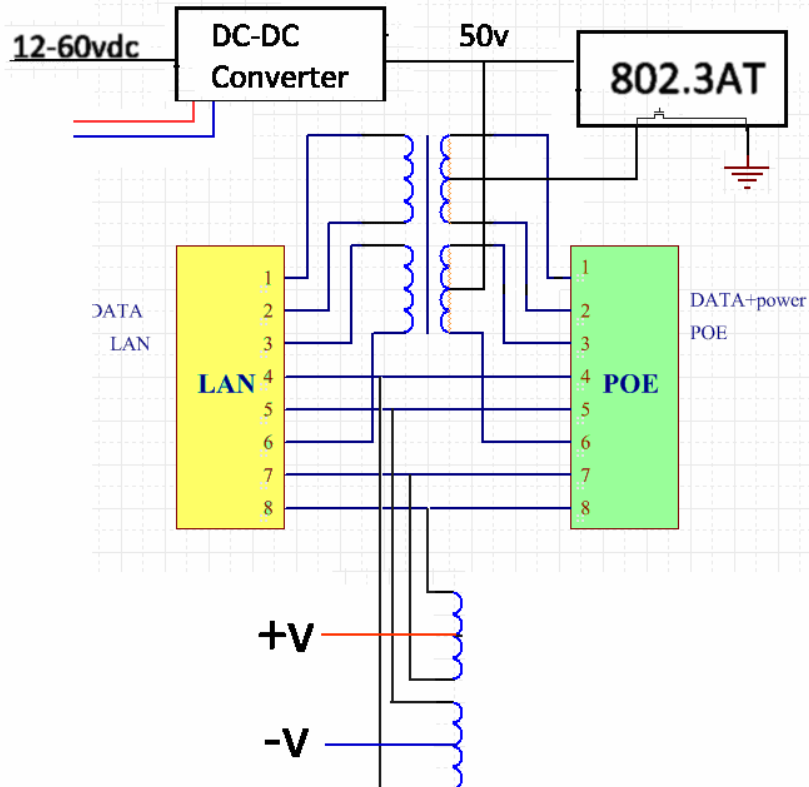 12-60vdc
DC-DC
Converter
50v
802.3AT
DATA
LAN
LAN
1
2
3
4
5
6
7
8
1
2
3
4
5
6
7
8
POE
DATA+power
POE
+v
-v